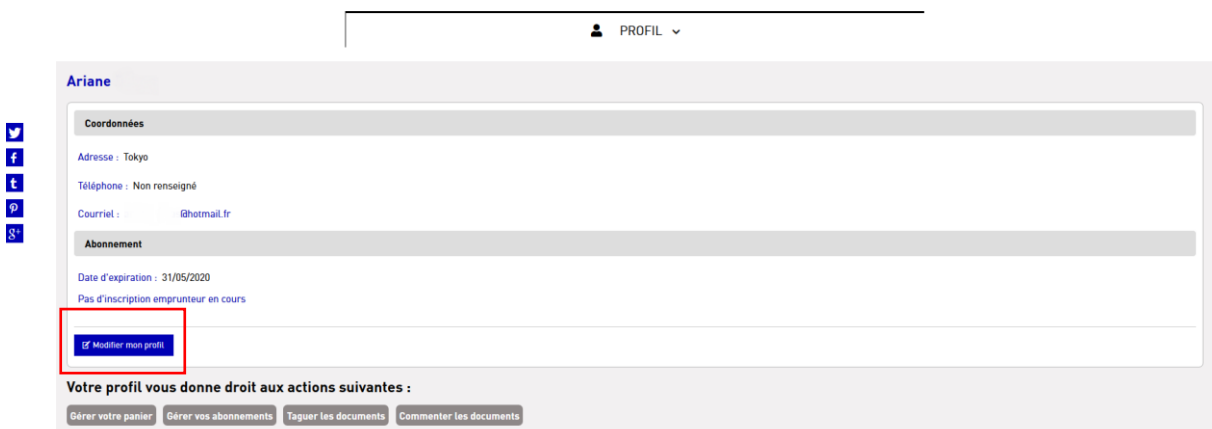 PROFIL
Ariane
Coordonnées
Adresse : Tokyo
Téléphone : Non renseigné
Courriel : @hotmail.fr
Abonnement
Date d'expiration : 31/05/2020
Pas d'inscription emprunteur en cours
Modifier mon profil
Votre profil vous donne droit aux actions suivantes :
Gérer votre panier Gérer vos abonnements Taguer les documents Commenter les documents